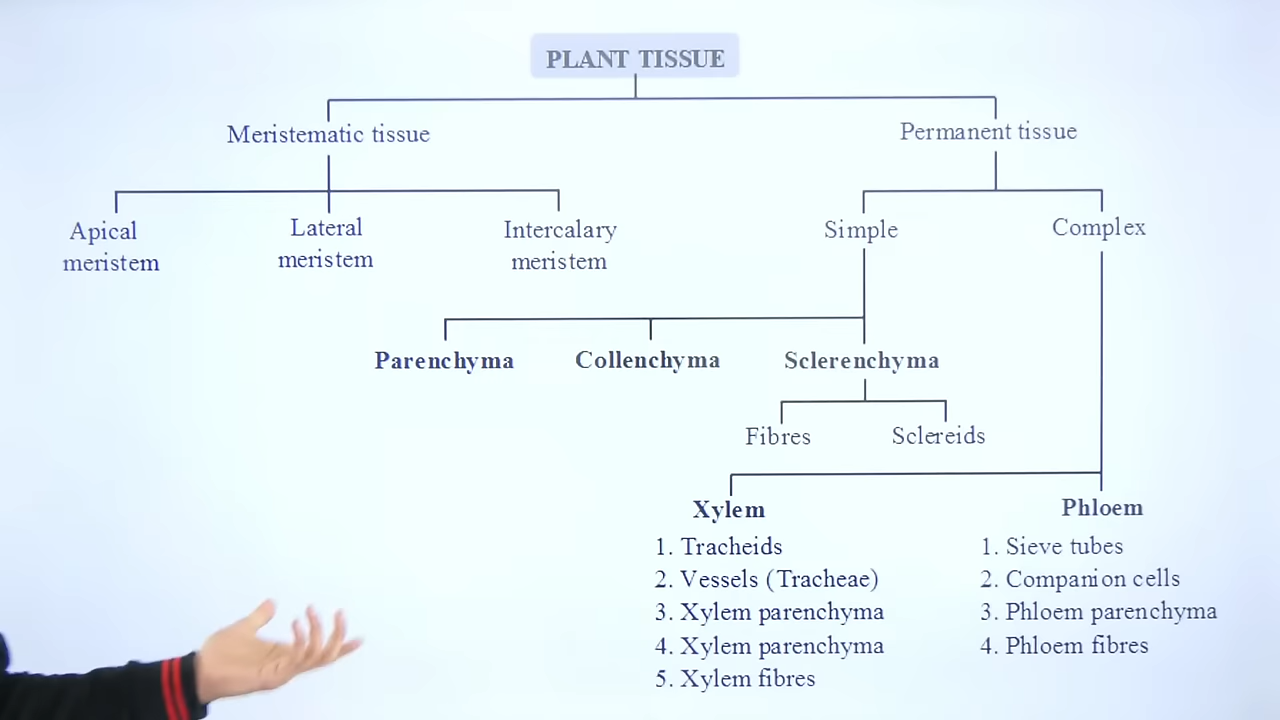 PLANT TISSUE
Meristematic tissue
Permanent tissue
Apical
meristem
Lateral
meristem
Intercalary
meristem
Simple
Complex
Parenchyma
Collenchyma
Sclerenchyma
Fibres
Sclereids
Xylem
1. Tracheids
2. Vessels (Tracheae)
3. Xylem parenchyma
4. Xylem parenchyma
5. Xylem fibres
Phloem
1. Sieve tubes
2. Companion cells
3. Phloem parenchyma
4. Phloem fibres